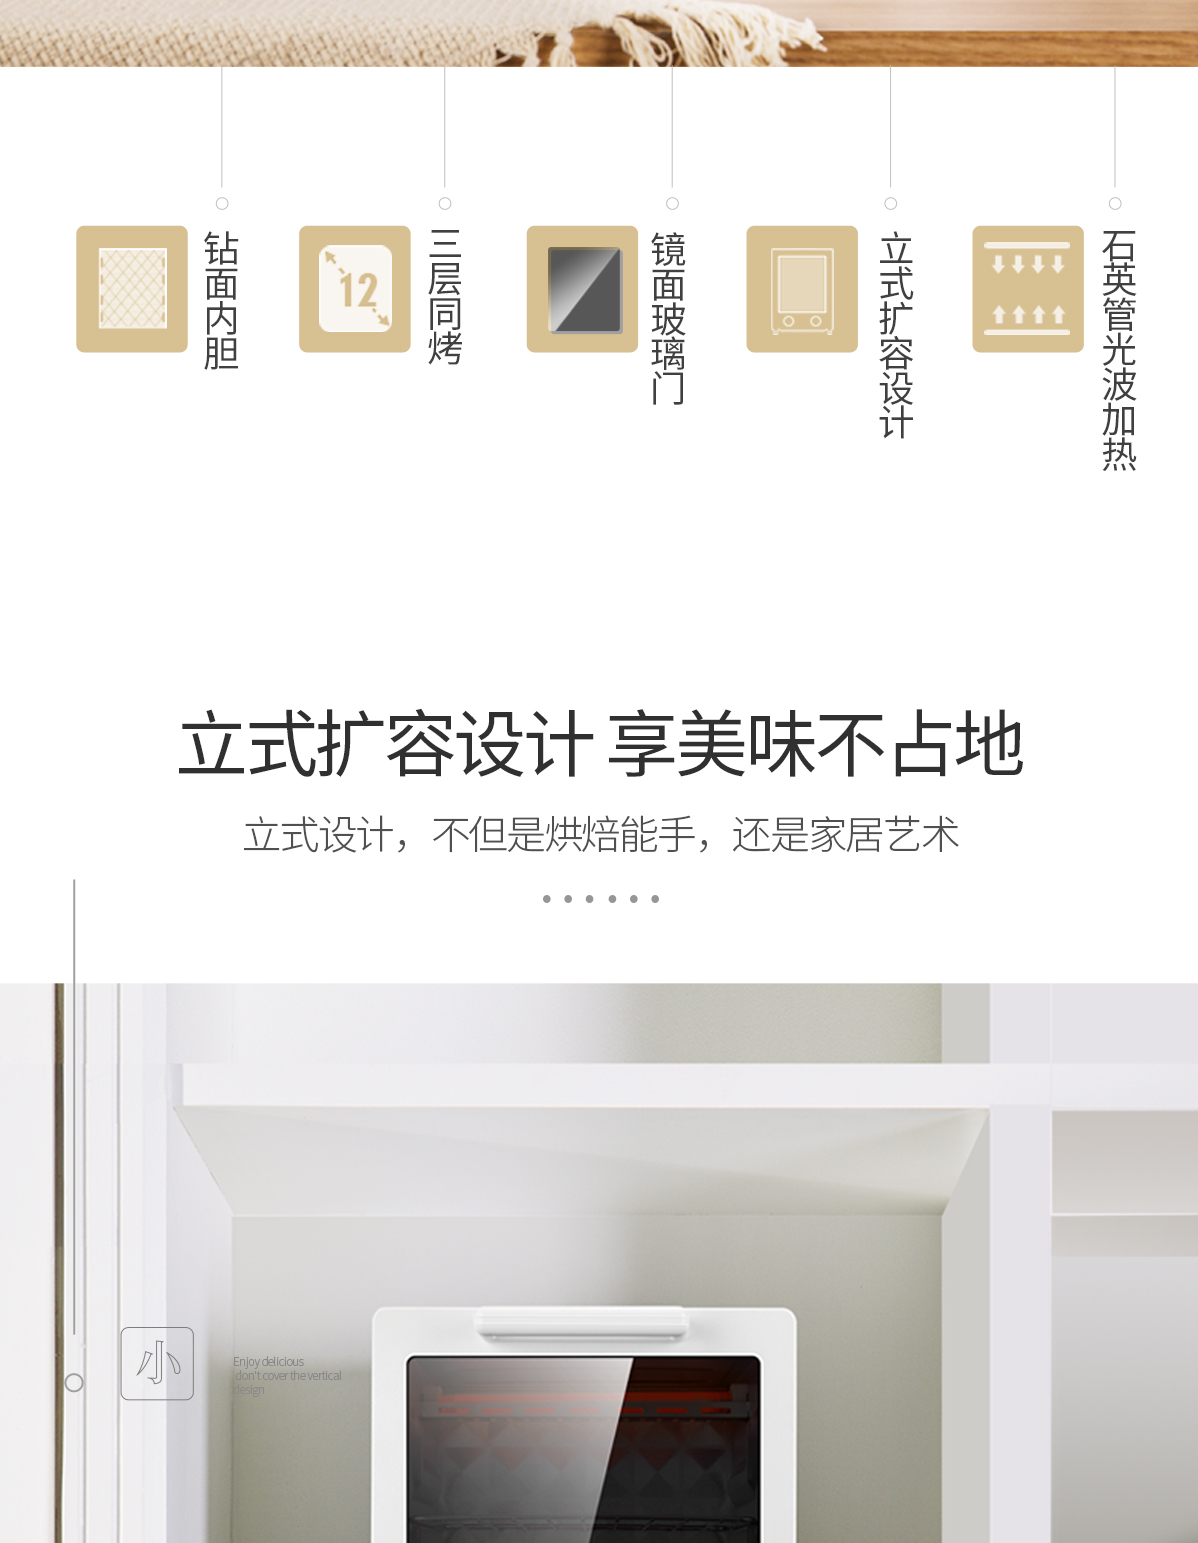 钻面内胆
12
三层同烤
镜面玻璃门
立式扩容设计
石英管光波加热
立式扩容设计 享美味不占地
立式设计，不但是烘焙能手，还是家居艺术
小
Enjoy delicious
don't cover the vertical
design